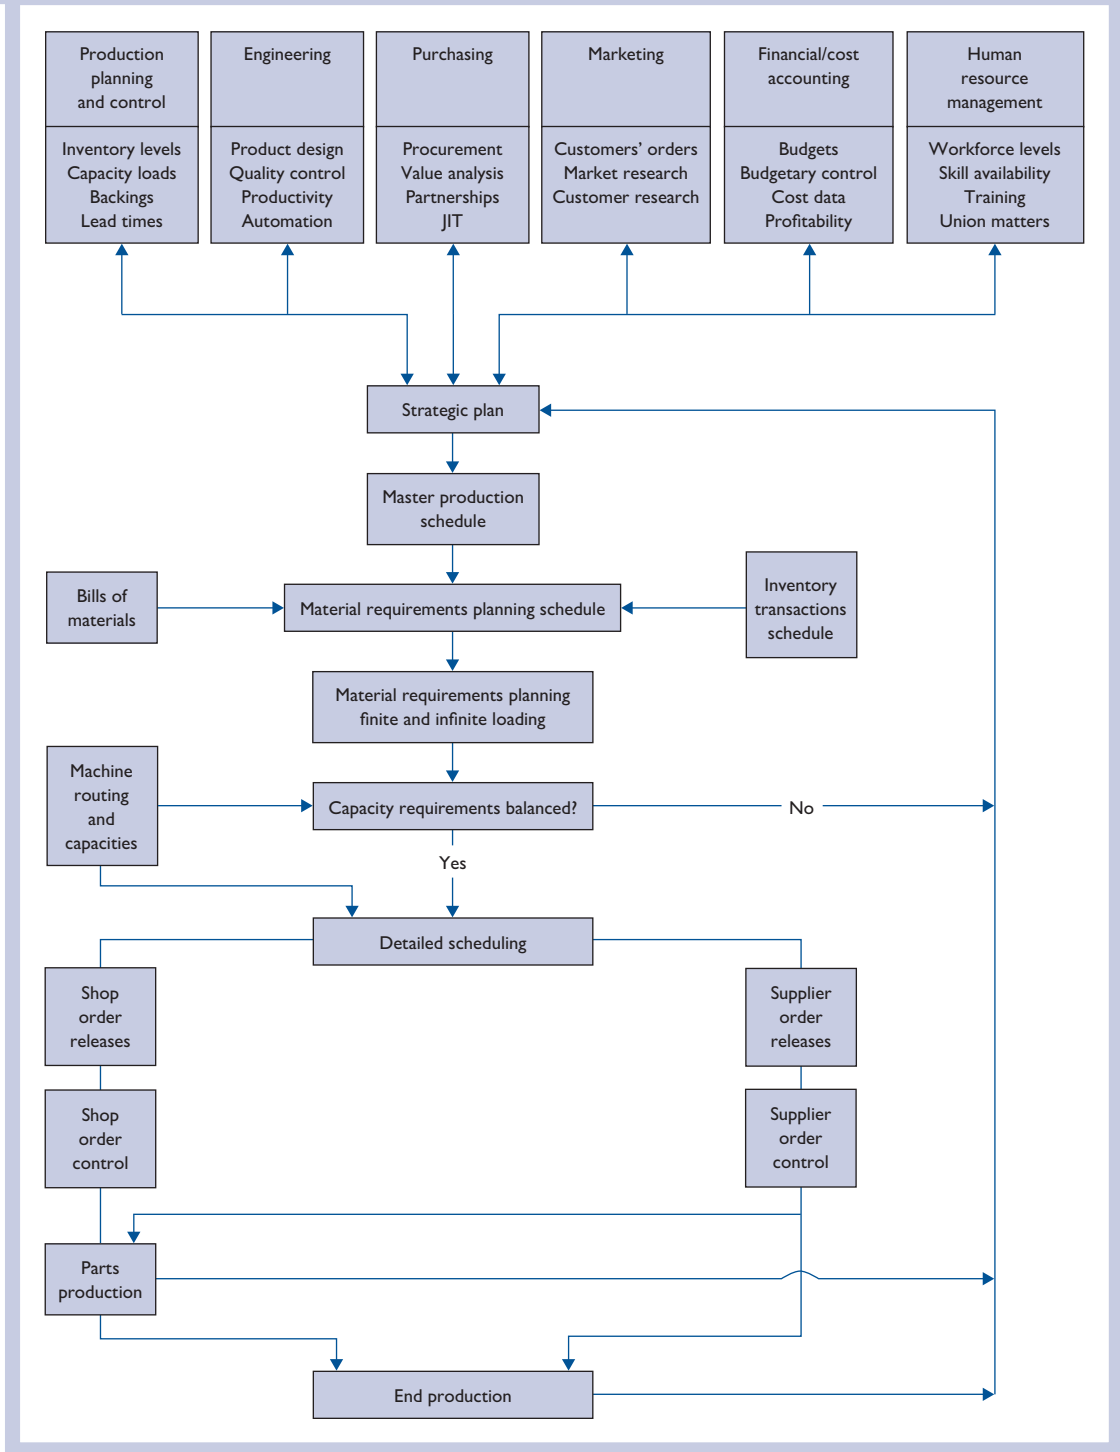 Production
planning
and control
Inventory levels
Capacity loads
Backings
Lead times
Engineering
Product design
Quality control
Productivity
Automation
Purchasing
Procurement
Value analysis
Partnerships
JIT
Marketing
Customers’ orders
Market research
Customer research
Financial/cost
accounting
Budgets
Budgetary control
Cost data
Profitability
Human
resource
management
Workforce levels
Skill availability
Training
Union matters
Strategic plan
Master production
schedule
Bills of
materials
Material requirements planning schedule
Inventory
transactions
schedule
Material requirements planning
finite and infinite loading
Machine
routing
and
capacities
Capacity requirements balanced?
No
Yes
Detailed scheduling
Shop
order
releases
Supplier
order
releases
Shop
order
control
Supplier
order
control
Parts
production
End production